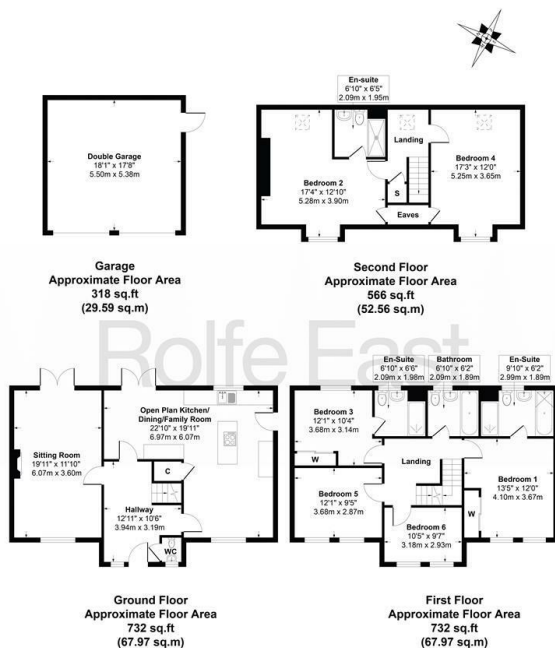 En-suite
6'10" x 6'5"
2.09m x 1.95m
Double Garage
18'1" x 17'8"
5.50m x 5.38m
Landing
Bedroom 2
17'4" x 12'10"
5.28m x 3.90m
Bedroom 4
17'3" x 12'0"
5.25m x 3.65m
S
Eaves
Garage
Approximate Floor Area
318 sq.ft
(29.59 sq.m)
Second Floor
Approximate Floor Area
566 sq.ft
(52.56 sq.m)
Rolfe East
En-Suite
6'10" x 6'6"
2.09m x 1.98m
Bathroom
6'10" x 6'2"
2.09m x 1.89m
En-Suite
9'10" x 6'2"
2.99m x 1.89m
Open Plan Kitchen/
Dining/Family Room
22'10" x 19'11"
6.97m x 6.07m
Sitting Room
19'11" x 11'10"
6.07m x 3.60m
C
Hallway
12'11" x 10'6"
3.94m x 3.19m
WC
Bedroom 3
12'1" x 10'4"
3.68m x 3.14m
W
Landing
Bedroom 1
13'5" x 12'0"
4.10m x 3.67m
Bedroom 5
12'1" x 9'5"
3.68m x 2.87m
W
Bedroom 6
10'5" x 9'7"
3.18m x 2.93m
Ground Floor
Approximate Floor Area
732 sq.ft
(67.97 sq.m)
First Floor
Approximate Floor Area
732 sq.ft
(67.97 sq.m)